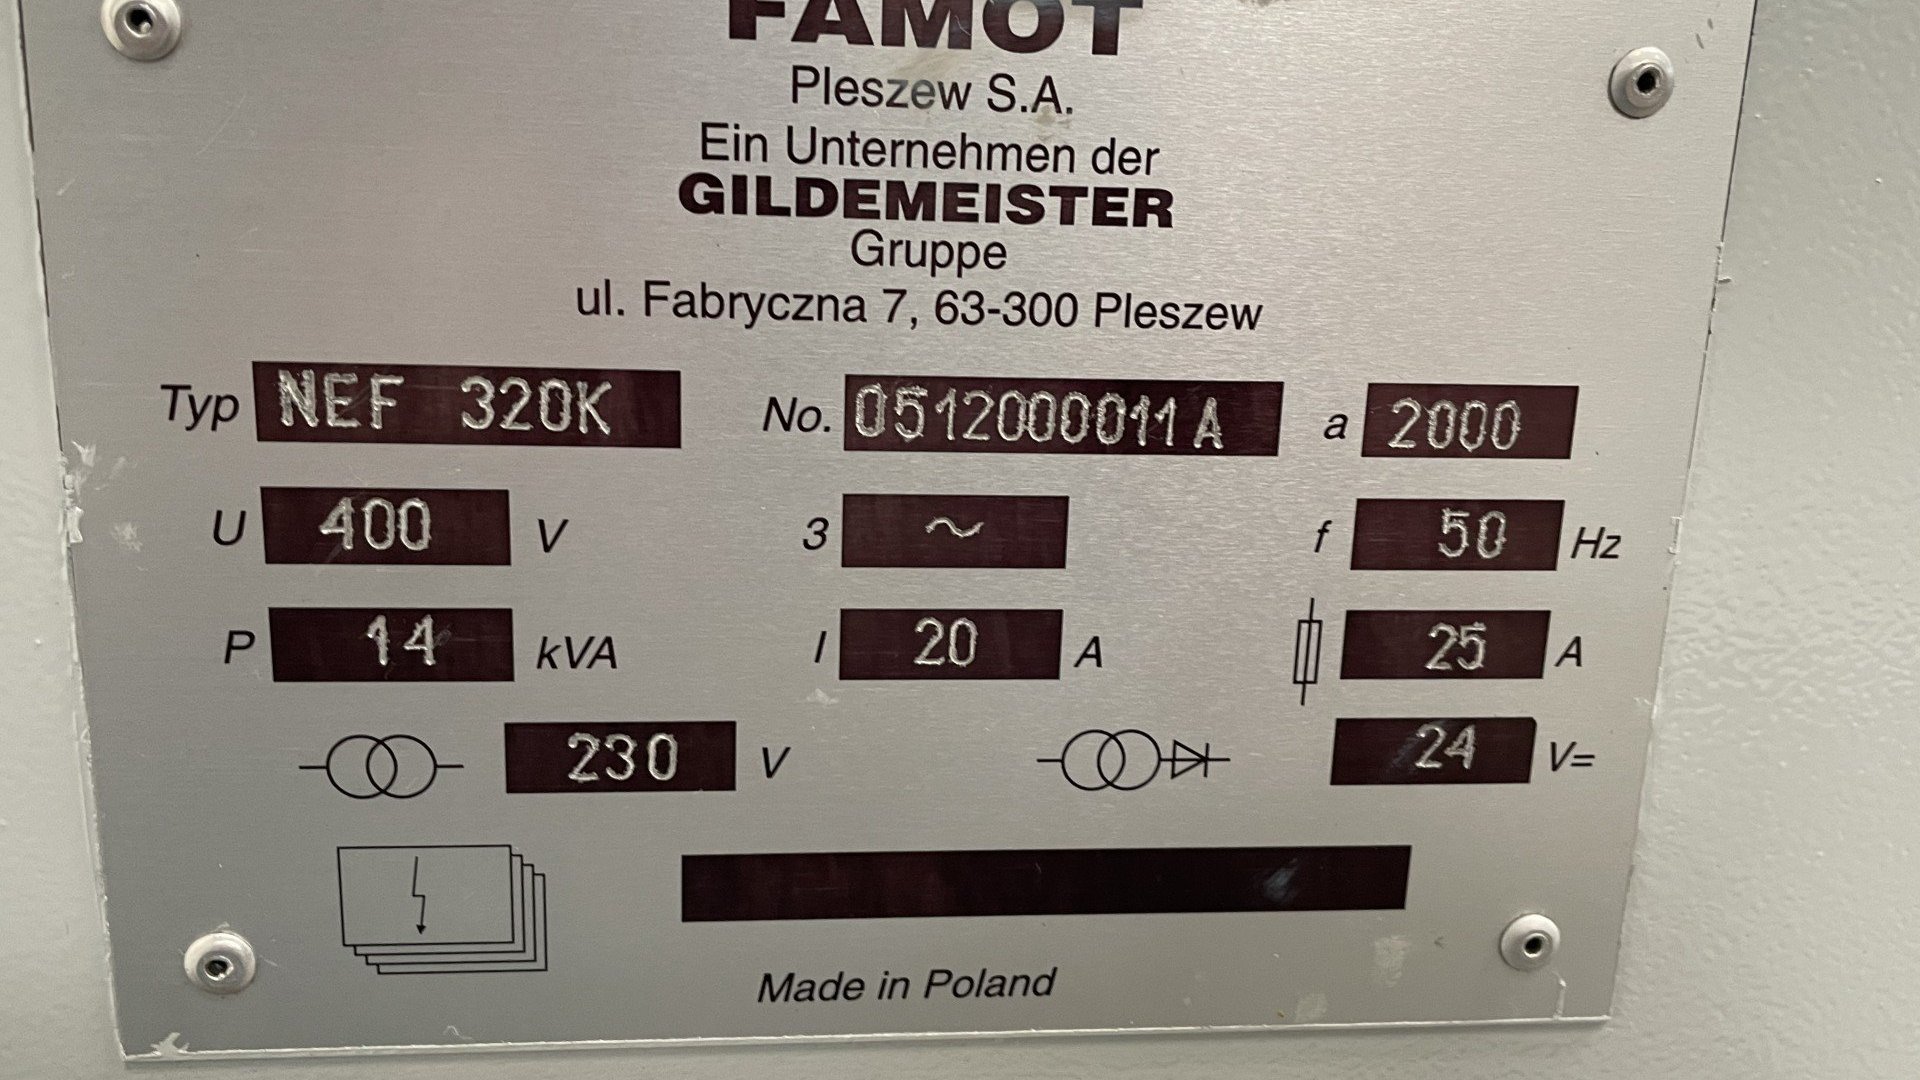 FAMOT
Pleszew S.A.
Ein Unternehmen der
GILDEMEISTER
Gruppe
ul. Fabryczna 7, 63-300 Pleszew
Typ NEF 320K No. 0512000011A a 2000
U 400 V 3 ~ f 50 Hz
P 14 kVA I 20 A 25 A
230 V 24 V=
Made in Poland